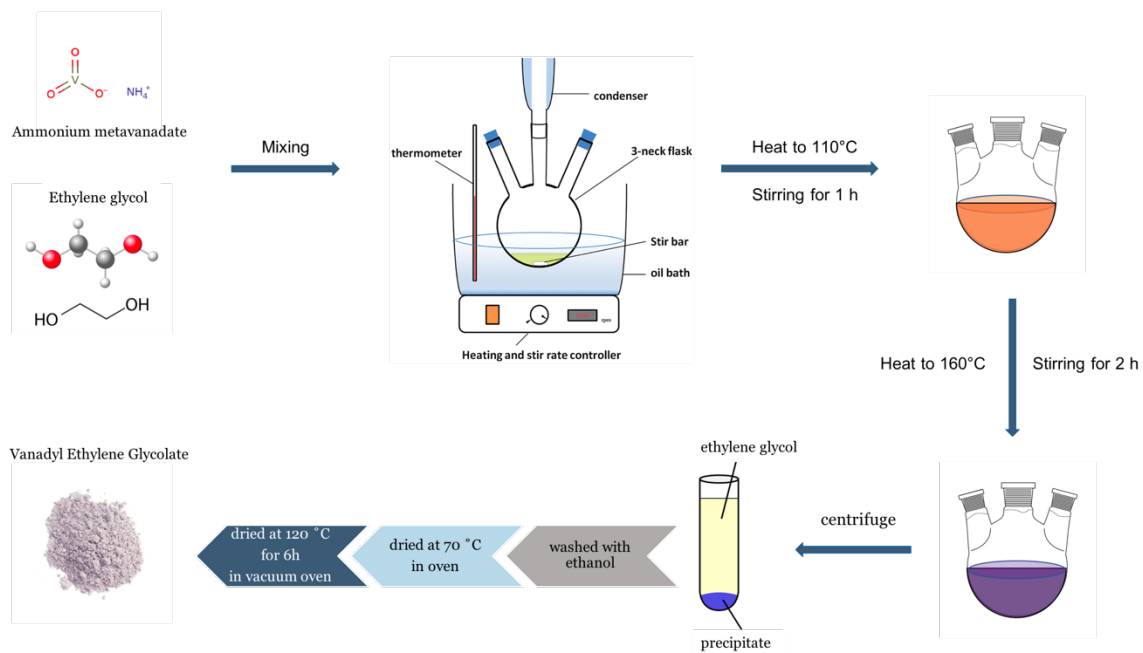 O
V
O
O⁻
NH₄⁺
Ammonium metavanadate
Ethylene glycol
HO
OH
Mixing
condenser
thermometer
3-neck flask
Stir bar
oil bath
Heating and stir rate controller
Heat to 110°C
Stirring for 1 h
Heat to 160°C
Stirring for 2 h
centrifuge
ethylene glycol
precipitate
washed with
ethanol
dried at 70 ˚C
in oven
dried at 120 ˚C
for 6h
in vacuum oven
Vanadyl Ethylene Glycolate